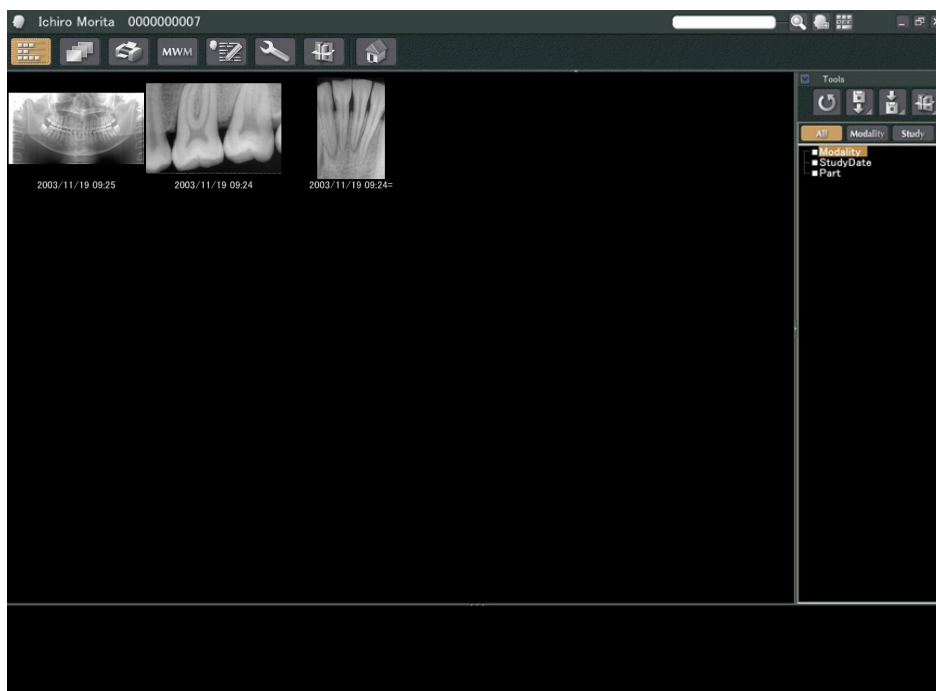 Ichiro Morita 0000000007
MWM
Tools
All Modality Study
Modality
StudyDate
Part
2003/11/19 09:25 2003/11/19 09:24 2003/11/19 09:24=